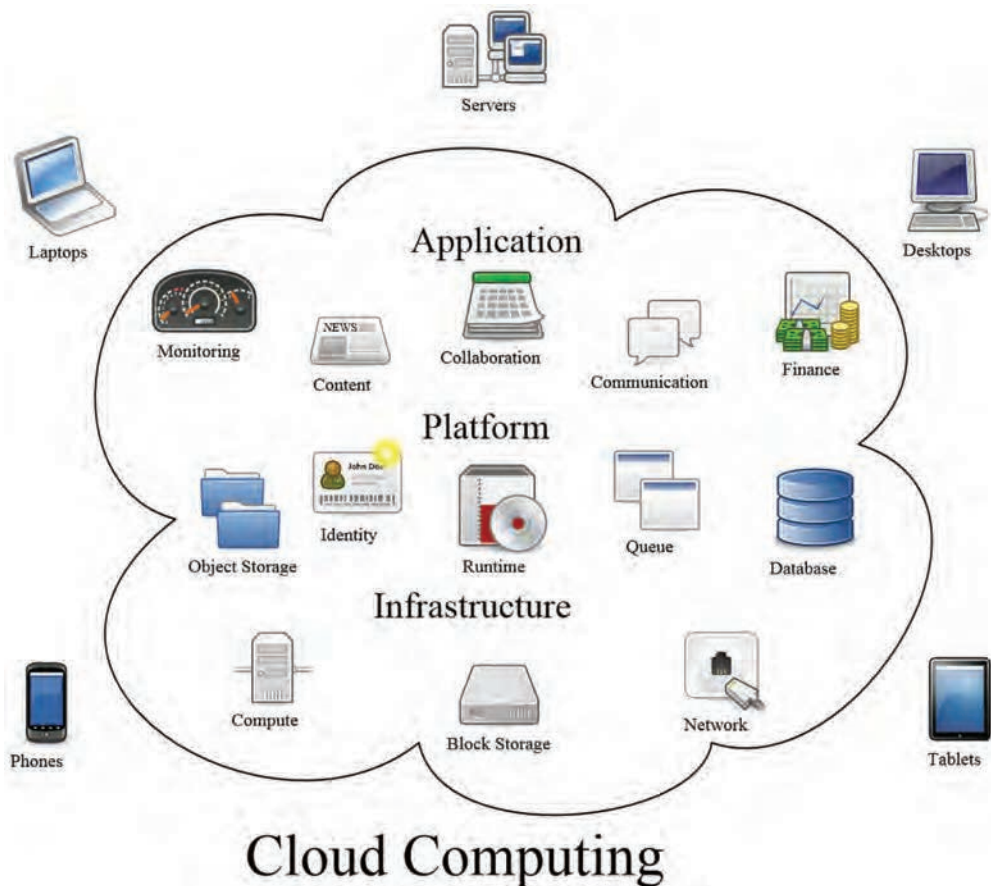 Servers
Laptops
Desktops
Application
Monitoring
NEWS
Content
Collaboration
Communication
Finance
Platform
Object Storage
John Doe
Identity
Runtime
Queue
Database
Infrastructure
Compute
Block Storage
Network
Phones
Tablets
Cloud Computing